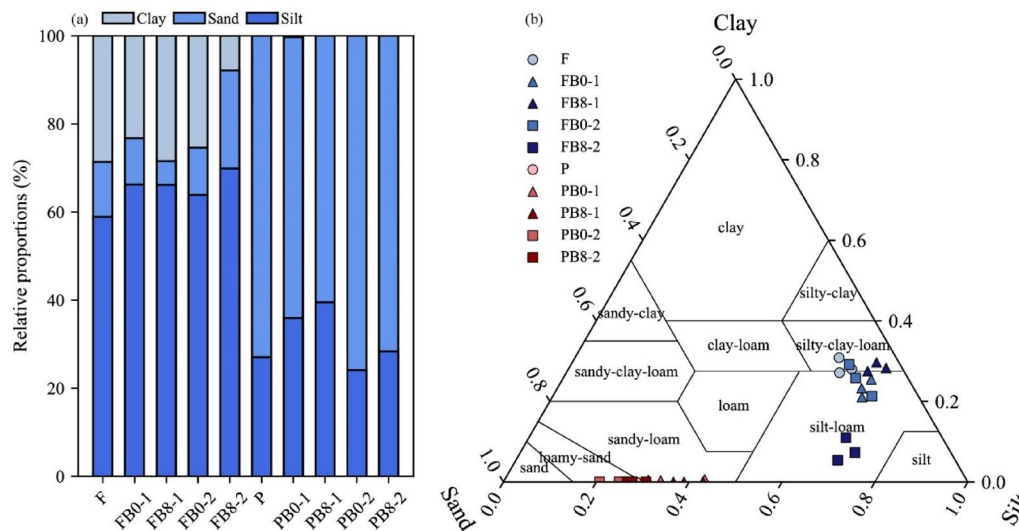 (a)
Clay Sand Silt
Relative proportions (%)
100
80
60
40
20
0
F FB0-1 FB8-1 FB0-2 FB8-2 P PB0-1 PB8-1 PB0-2 PB8-2
(b)
Clay
F
FB0-1
FB8-1
FB0-2
FB8-2
P
PB0-1
PB8-1
PB0-2
PB8-2
0.0
0.2
0.4
0.6
0.8
1.0
1.0
0.8
0.6
0.4
0.2
0.0
clay
silty-clay
sandy-clay
clay-loam
silty-clay-loam
sandy-clay-loam
loam
sandy-loam
silt-loam
loamy-sand
sand
silt
Sand
0.0 0.2 0.4 0.6 0.8 1.0